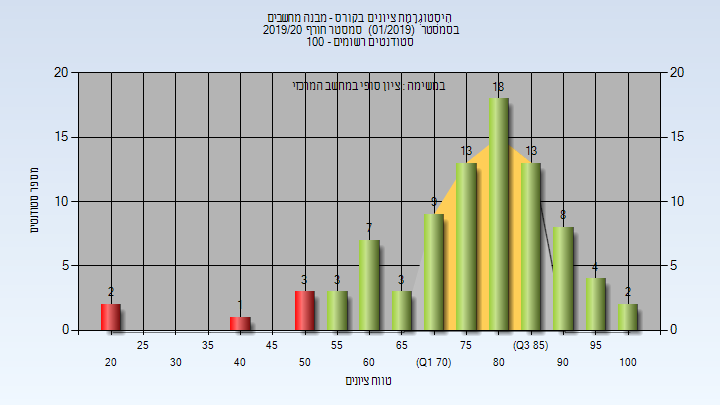 היסטוגרמת ציונים בקורס - מבנה מחשבים
בסמסטר (01/2019) סמסטר חורף 2019/20
סטודנטים רשומים - 100
במשימה : ציון סופי במחשב המרכזי
מספר סטודנטים
20 20
15 15
10 10
5 5
0 0
2 1 3 3 7 3 9 13 18 13 8 4 2
25 35 45 55 65 75 (Q3 85) 95
20 30 40 50 60 (Q1 70) 80 90 100
טווח ציונים